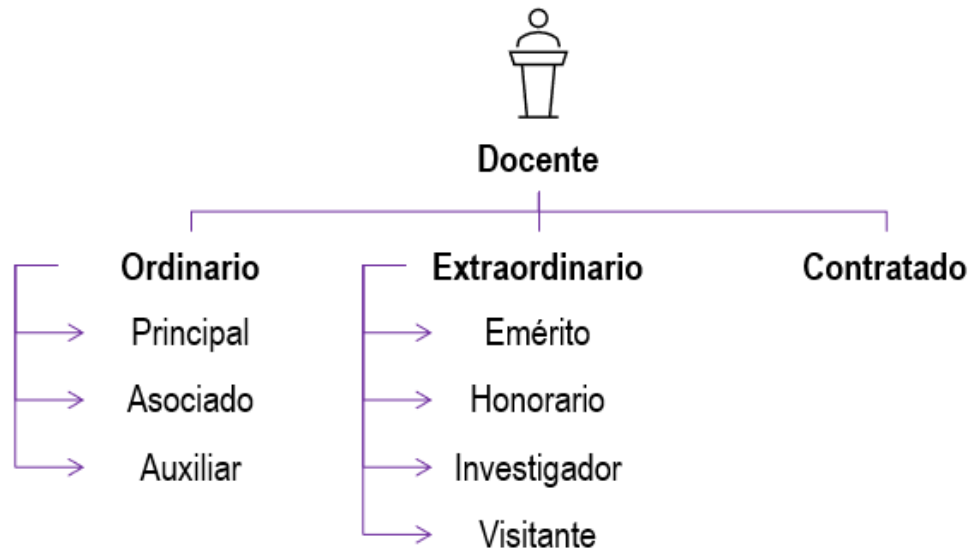 Docente
Ordinario
Extraordinario
Contratado
Principal
Emérito
Asociado
Honorario
Auxiliar
Investigador
Visitante